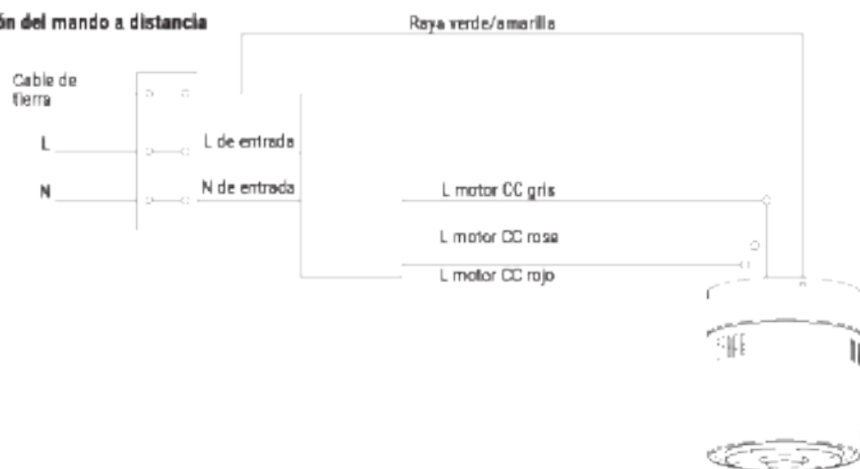 ón del mando a distancia
Raya verde/amarilla
Cable de
tierra
L
L de entrada
N
N de entrada
L motor CC gris
L motor CC rosa
L motor CC rojo